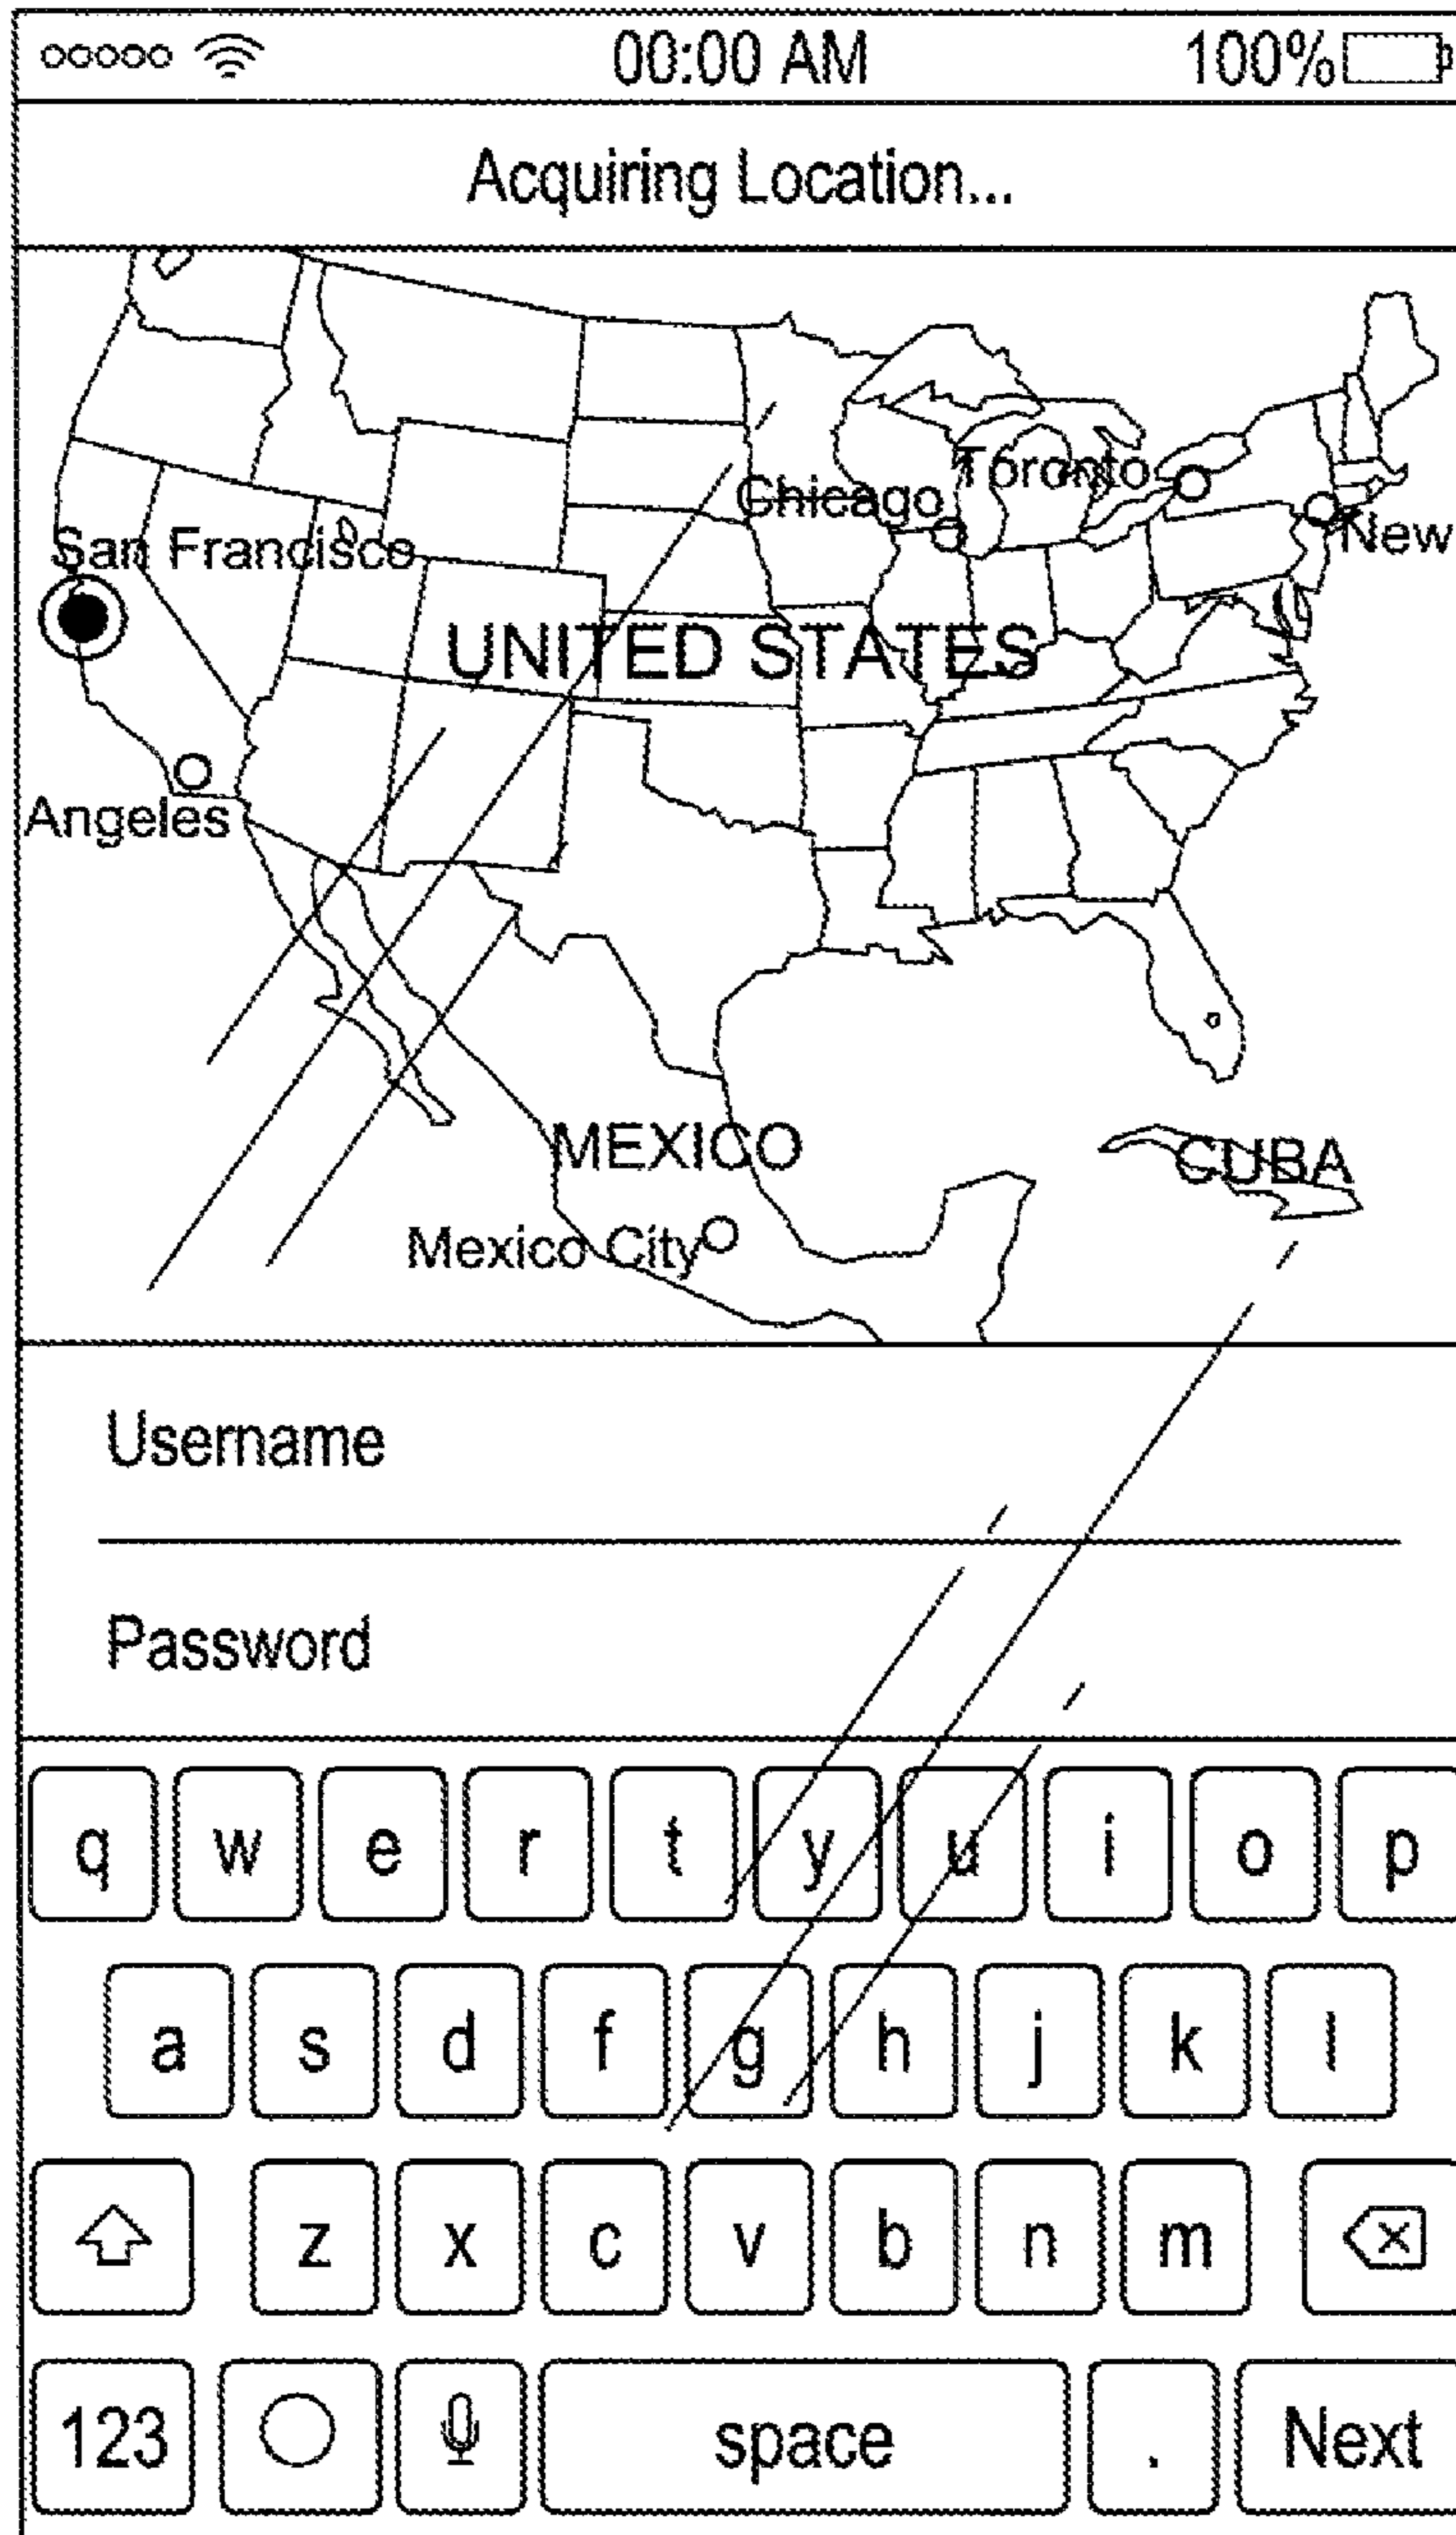 00:00 AM 100%
Acquiring Location...
Toronto
Chicago
New
San Francisco
UNITED STATES
Angeles
MEXICO
CUBA
Mexico City
Username
Password
q w e r t y u i o p
a s d f g h j k l
z x c v b n m
123 space . Next